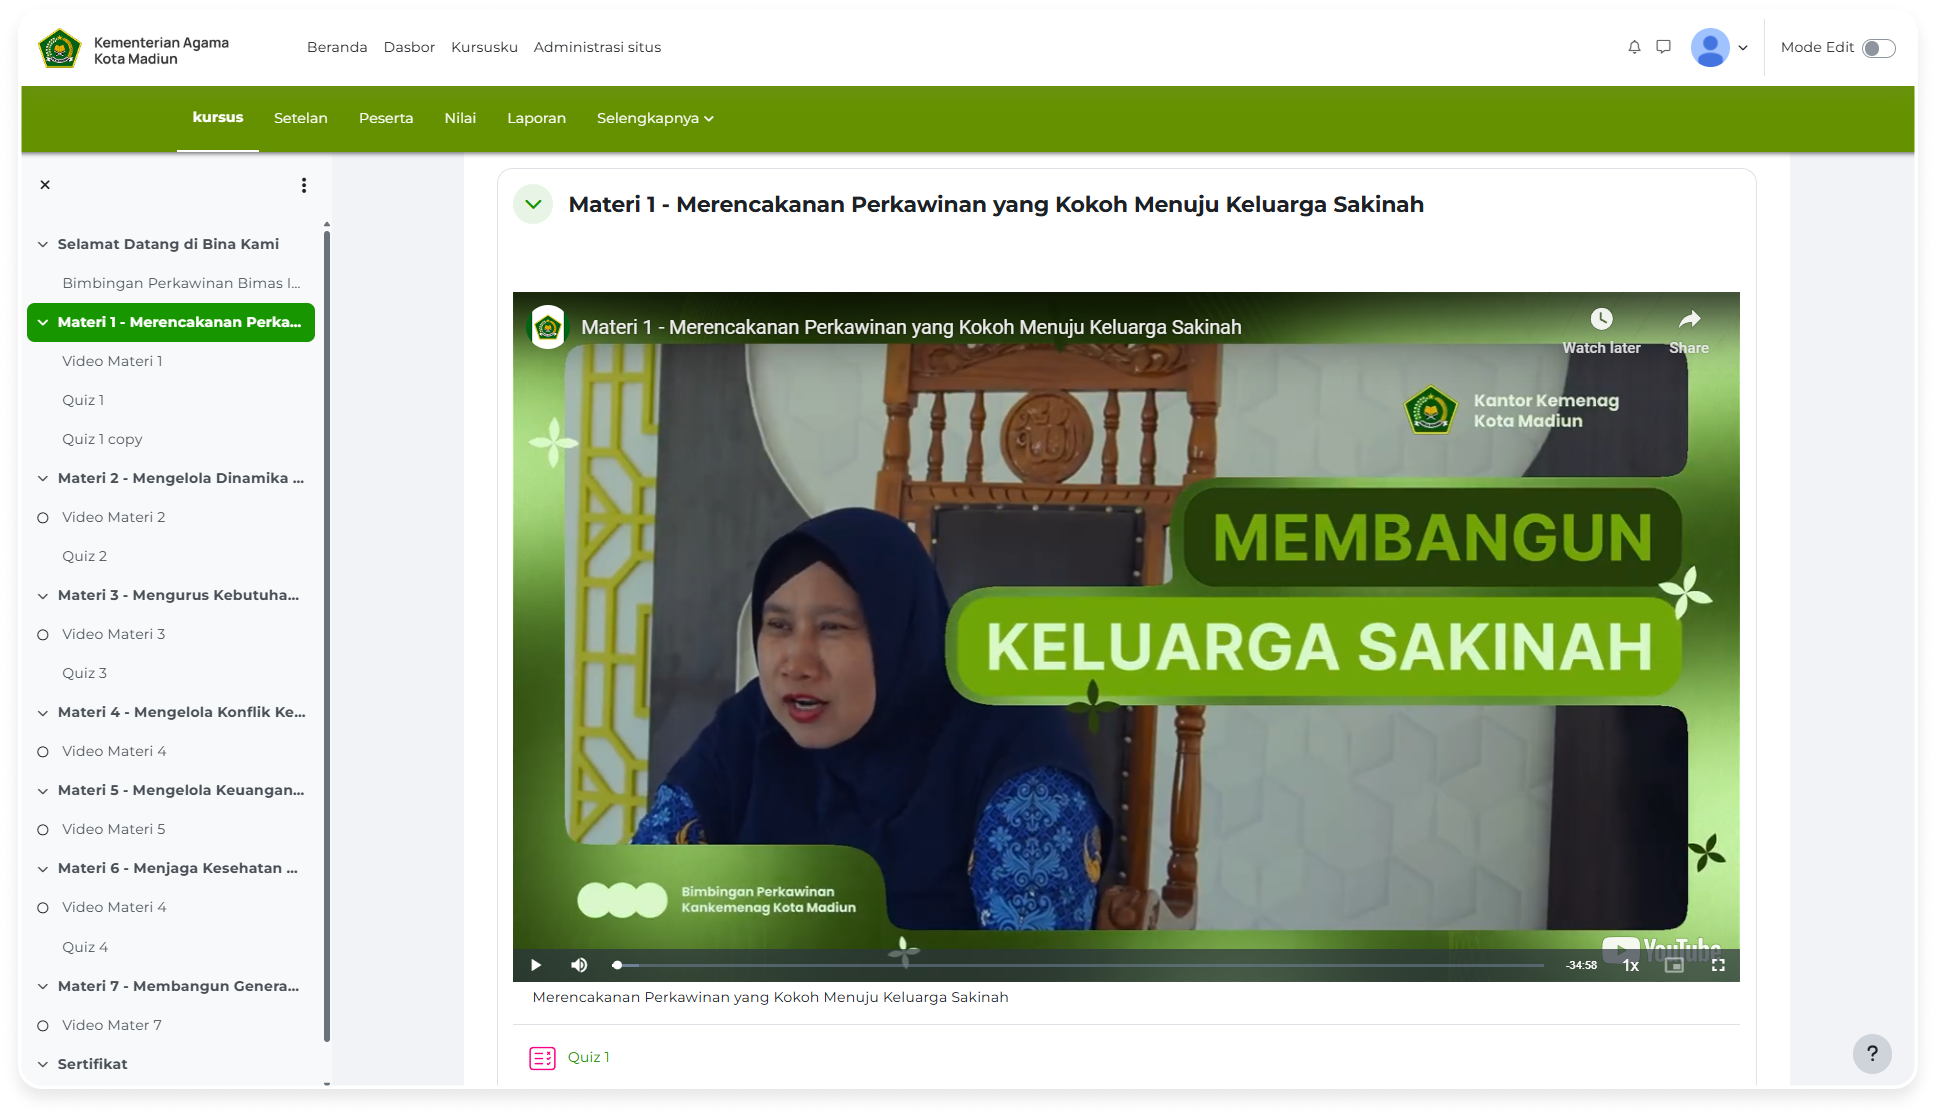 Kementerian Agama
Kota Madiun
Beranda Dasbor Kursusku Administrasi situs
Mode Edit
kursus Setelan Peserta Nilai Laporan Selengkapnya
Selamat Datang di Bina Kami
Bimbingan Perkawinan Bimas I...
Materi 1 - Merencakanan Perka...
Video Materi 1
Quiz 1
Quiz 1 copy
Materi 2 - Mengelola Dinamika ...
Video Materi 2
Quiz 2
Materi 3 - Mengurus Kebutuha...
Video Materi 3
Quiz 3
Materi 4 - Mengelola Konflik Ke...
Video Materi 4
Materi 5 - Mengelola Keuangan...
Video Materi 5
Materi 6 - Menjaga Kesehatan ...
Video Materi 4
Quiz 4
Materi 7 - Membangun Genera...
Video Mater 7
Sertifikat
Materi 1 - Merencakanan Perkawinan yang Kokoh Menuju Keluarga Sakinah
Materi 1 - Merencakanan Perkawinan yang Kokoh Menuju Keluarga Sakinah
Watch later Share
Kantor Kemenag
Kota Madiun
MEMBANGUN
KELUARGA SAKINAH
Bimbingan Perkawinan
Kankemenag Kota Madiun
YouTube
-34:58 1x
Merencakanan Perkawinan yang Kokoh Menuju Keluarga Sakinah
Quiz 1
?